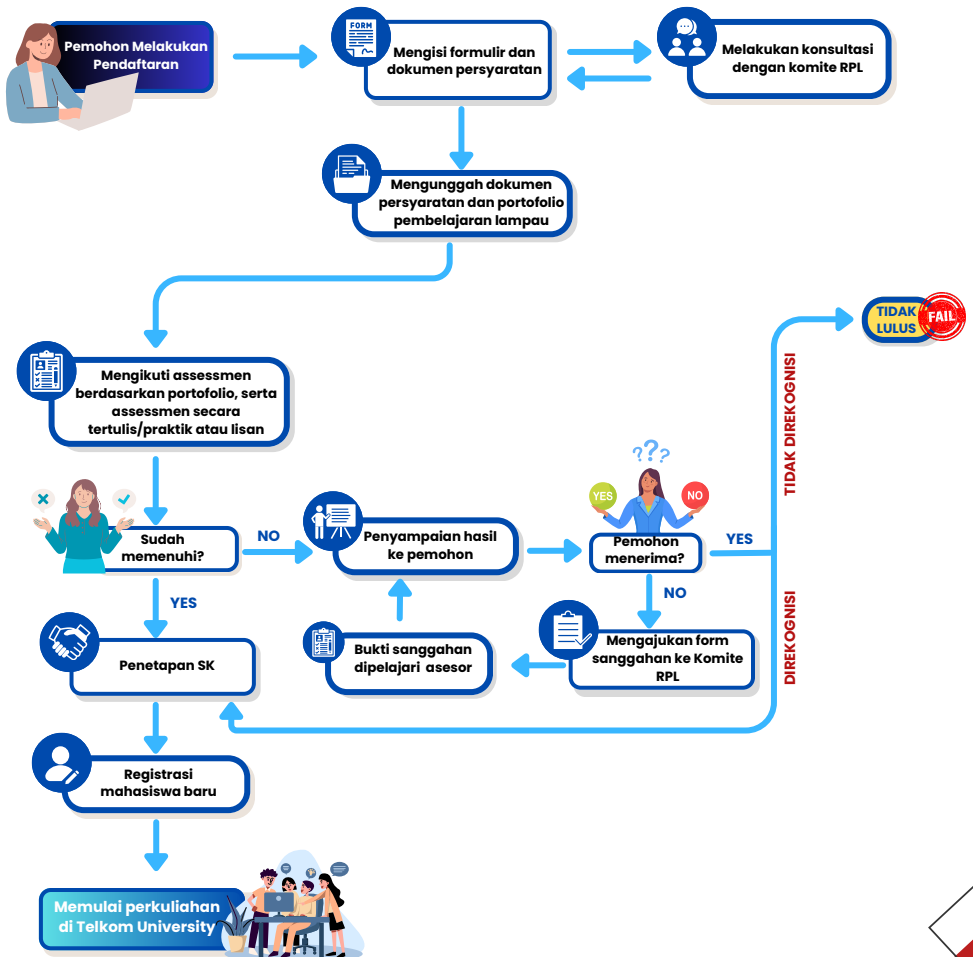 Pemohon Melakukan
Pendaftaran
FORM
Mengisi formulir dan
dokumen persyaratan
Melakukan konsultasi
dengan komite RPL
Mengunggah dokumen
persyaratan dan portofolio
pembelajaran lampau
TIDAK
LULUS
FAIL
Mengikuti assessmen
berdasarkan portofolio, serta
assessmen secara
tertulis/praktik atau lisan
TIDAK DIREKOGNISI
???
YES
NO
Sudah
memenuhi?
NO
Penyampaian hasil
ke pemohon
Pemohon
menerima?
YES
YES
NO
DIREKOGNISI
Penetapan SK
Bukti sanggahan
dipelajari asesor
Mengajukan form
sanggahan ke Komite
RPL
Registrasi
mahasiswa baru
Memulai perkuliahan
di Telkom University